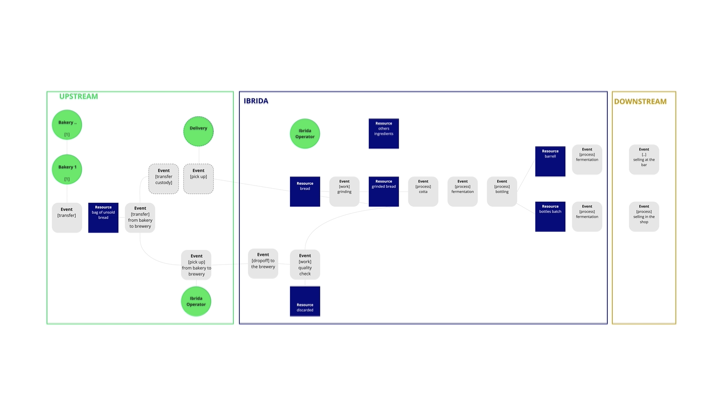 UPSTREAM
Bakery ..
[0]
Bakery 1
[0]
Event
[transfer]
Resource
bag of unsold
bread
Event
[transfer]
from bakery
to brewery
Event
[transfer
custody]
Delivery
Event
[pick up]
Event
[pick up]
from bakery to
brewery
Ibrida
Operator
IBRIDA
Ibrida
Operator
Resource
others
ingredients
Resource
bread
Event
[work]
grinding
Resource
grinded bread
Event
[process]
cotta
Event
[process]
fermentation
Event
[process]
bottling
Resource
barrell
Event
[process]
fermentation
Resource
bottles batch
Event
[process]
fermentation
Event
[dropoff] to
the brewery
Event
[work]
quality
check
Resource
discarded
DOWNSTREAM
Event
[..]
selling at the
bar
Event
[process]
selling in the
shop